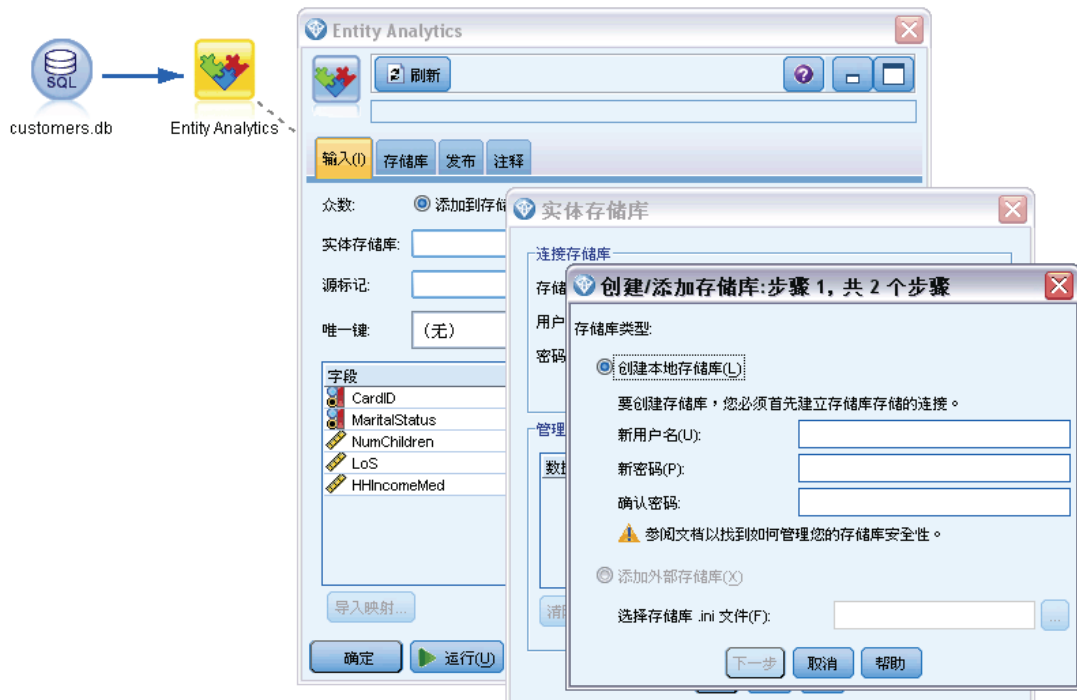 SQL
customers.db
Entity Analytics
Entity Analytics
刷新
输入(I)
存储库
发布
注释
众数:
添加到存储
实体存储库:
源标记:
唯一键:
(无)
字段
CardID
MaritalStatus
NumChildren
LoS
HHIncomeMed
导入映射...
确定
运行(U)
实体存储库
连接存储库
存储
用户
密码
管理
数据
清除
创建/添加存储库:步骤 1, 共 2 个步骤
存储库类型:
创建本地存储库(L)
要创建存储库，您必须首先建立存储库存储的连接。
新用户名(U):
新密码(P):
确认密码:
参阅文档以找到如何管理您的存储库安全性。
添加外部存储库(X)
选择存储库 .ini 文件(F):
...
下一步
取消
帮助